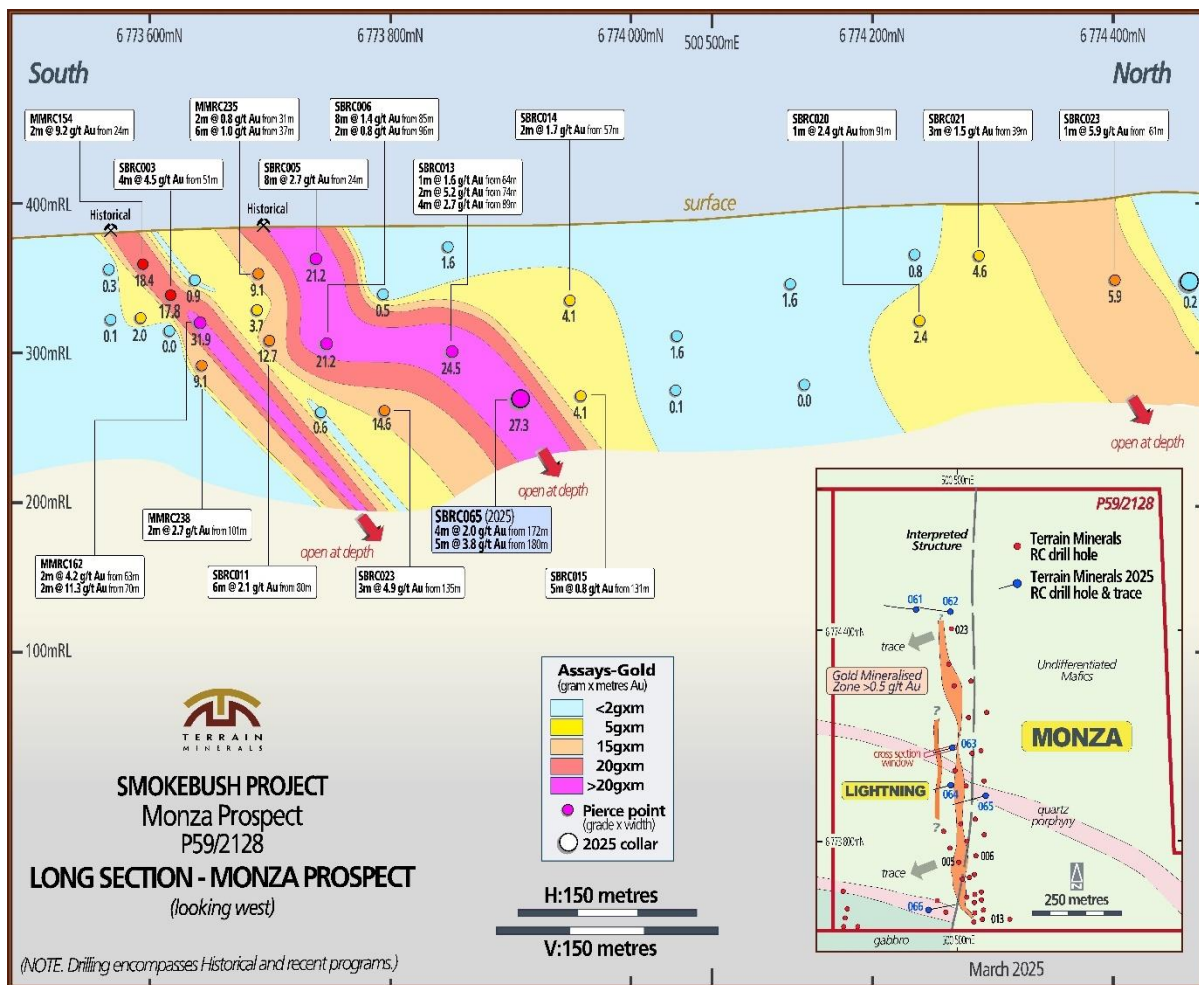 6 773 600mN
6 773 800mN
6 774 000mN
500 500mE
6 774 200mN
6 774 400mN
South
North
MMRC154
2m @ 9.2 g/t Au from 24m
MMRC235
2m @ 0.8 g/t Au from 31m
6m @ 1.0 g/t Au from 37m
SBRC006
8m @ 1.4 g/t Au from 85m
2m @ 0.8 g/t Au from 96m
SBRC014
2m @ 1.7 g/t Au from 57m
SBRC020
1m @ 2.4 g/t Au from 91m
SBRC021
3m @ 1.5 g/t Au from 39m
SBRC023
1m @ 5.9 g/t Au from 61m
SBRC003
4m @ 4.5 g/t Au from 51m
SBRC005
8m @ 2.7 g/t Au from 24m
SBRC013
1m @ 1.6 g/t Au from 64m
2m @ 5.2 g/t Au from 74m
4m @ 2.7 g/t Au from 89m
400mRL
Historical
Historical
surface
0.3
18.4
0.9
9.1
21.2
1.6
0.5
4.1
1.6
0.8
4.6
5.9
0.2
0.1
2.0
17.8
0.0
31.9
3.7
12.7
21.2
24.5
1.6
2.4
300mRL
9.1
0.6
14.6
27.3
4.1
0.1
0.0
open at depth
open at depth
open at depth
200mRL
MMRC238
2m @ 2.7 g/t Au from 101m
SBRC065 (2025)
4m @ 2.0 g/t Au from 172m
5m @ 3.8 g/t Au from 180m
MMRC162
2m @ 4.2 g/t Au from 63m
2m @ 11.3 g/t Au from 70m
SBRC011
6m @ 2.1 g/t Au from 80m
SBRC023
3m @ 4.9 g/t Au from 135m
SBRC015
5m @ 0.8 g/t Au from 131m
100mRL
TERRAIN
MINERALS
SMOKEBUSH PROJECT
Monza Prospect
P59/2128
LONG SECTION - MONZA PROSPECT
(looking west)
(NOTE. Drilling encompasses Historical and recent programs.)
Assays-Gold
(gram x metres Au)
<2gxm
5gxm
15gxm
20gxm
>20gxm
Pierce point
(grade x width)
2025 collar
H:150 metres
V:150 metres
500 500mE
P59/2128
Interpreted
Structure
Terrain Minerals
RC drill hole
Terrain Minerals 2025
RC drill hole & trace
061
062
023
6 774 400mN
trace
Undifferentiated
Mafics
Gold Mineralised
Zone >0.5 g/t Au
?
?
063
cross section
window
MONZA
LIGHTNING
064
065
quartz
porphyry
?
6 773 800mN
005
006
trace
066
013
N
250 metres
gabbro
500 500mE
March 2025